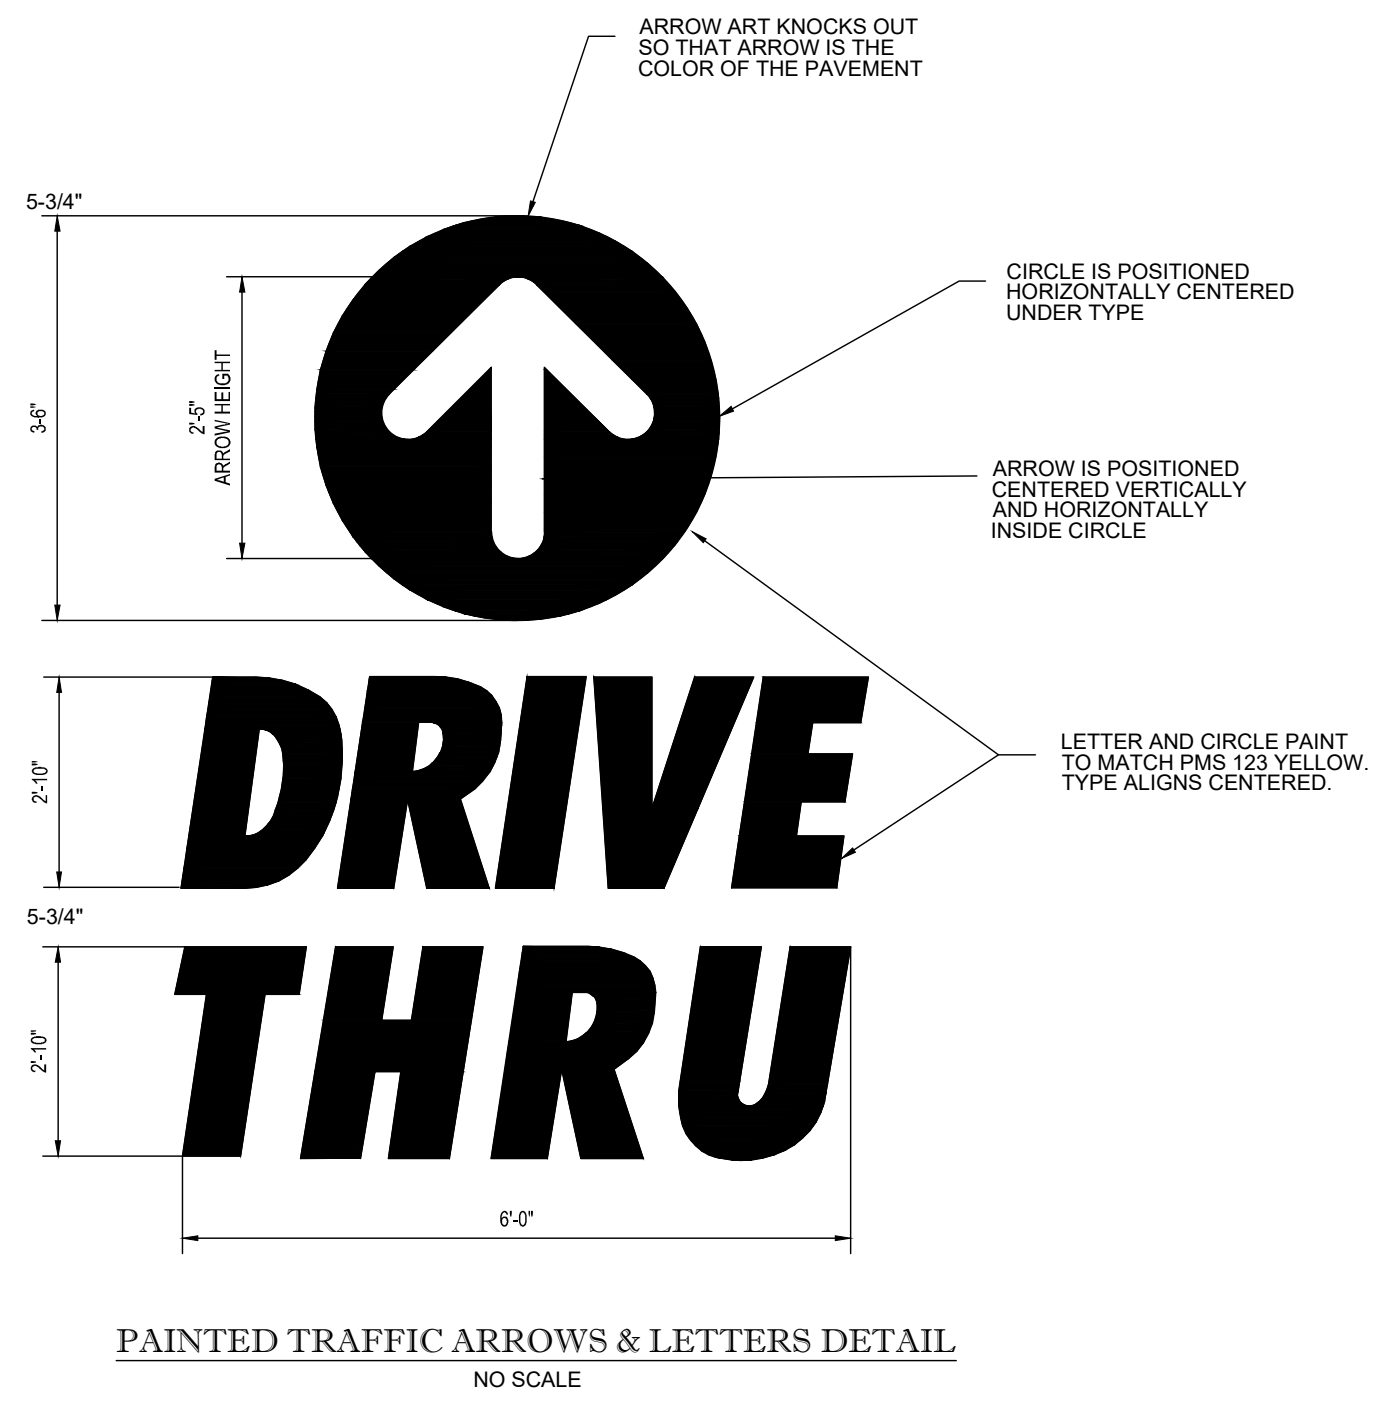 ARROW ART KNOCKS OUT
SO THAT ARROW IS THE
COLOR OF THE PAVEMENT
5-3/4"
CIRCLE IS POSITIONED
HORIZONTALLY CENTERED
UNDER TYPE
3-6"
2'-5"
ARROW HEIGHT
ARROW IS POSITIONED
CENTERED VERTICALLY
AND HORIZONTALLY
INSIDE CIRCLE
DRIVE
2'-10"
LETTER AND CIRCLE PAINT
TO MATCH PMS 123 YELLOW.
TYPE ALIGNS CENTERED.
5-3/4"
THRU
2'-10"
6'-0"
PAINTED TRAFFIC ARROWS & LETTERS DETAIL
NO SCALE